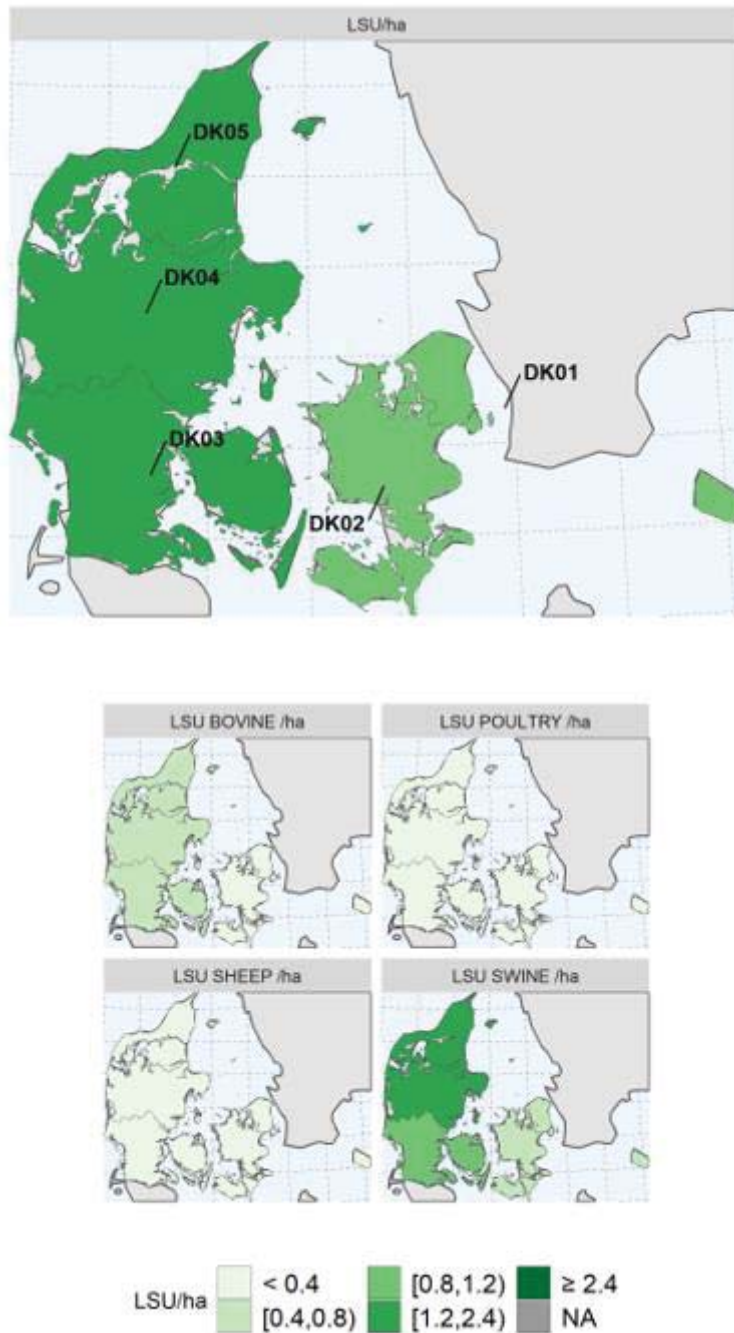 LSU/ha
DK05
DK04
DK01
DK03
DK02
LSU BOVINE /ha
LSU POULTRY /ha
LSU SHEEP /ha
LSU SWINE /ha
LSU/ha
< 0.4
[0.8,1.2)
≥ 2.4
[0.4,0.8)
[1.2,2.4)
NA